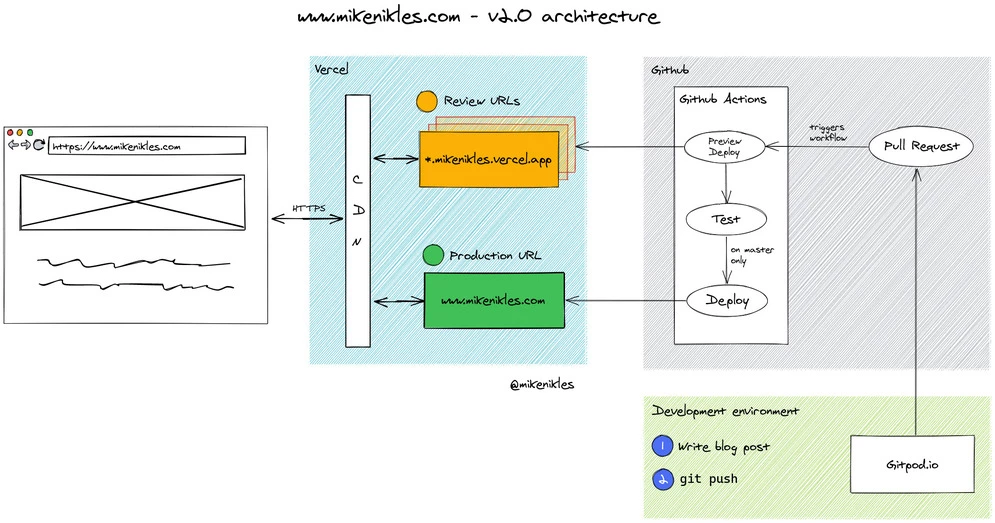 www.mikenikles.com - v2.0 architecture
Vercel
Github
Review URLs
Github Actions
https://www.mikenikles.com
*.mikenikles.vercel.app
Preview
Deploy
triggers
workflow
Pull Request
HTTPS
C
D
N
Test
on master
only
Production URL
www.mikenikles.com
Deploy
@mikenikles
Development environment
1 Write blog post
2 git push
Gitpod.io